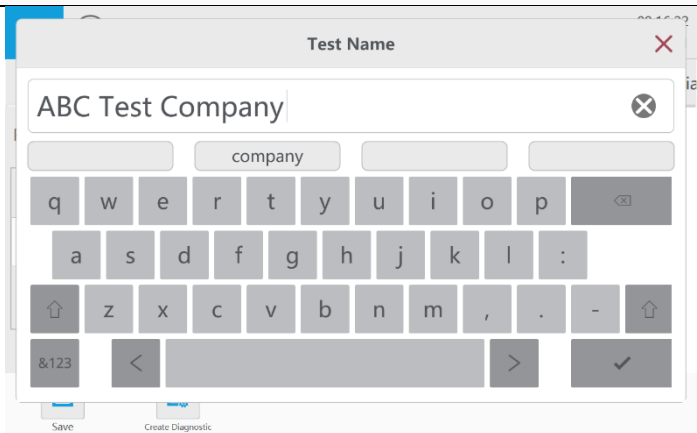 Test Name
ABC Test Company
company
q w e r t y u i o p
a s d f g h j k l :
z x c v b n m , . -
&123 < >
Save Create Diagnostic